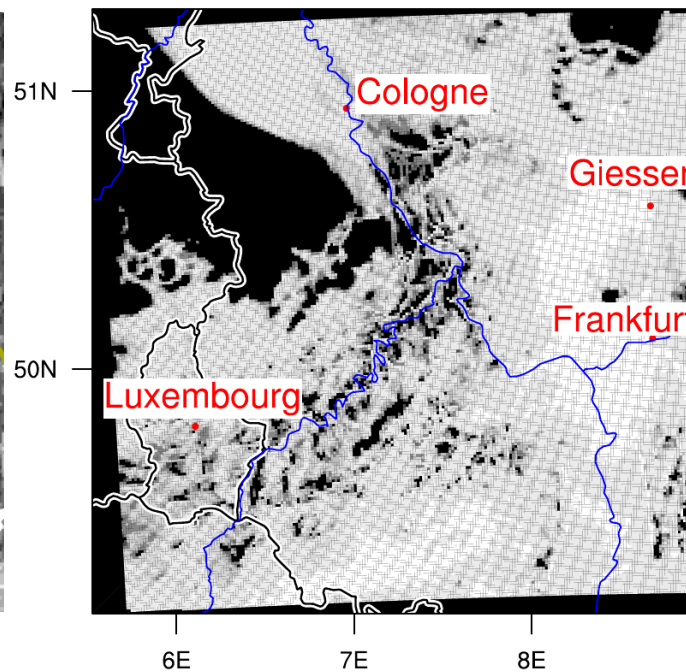 51N
Cologne
Giessen
Frankfurt
50N
Luxembourg
6E
7E
8E